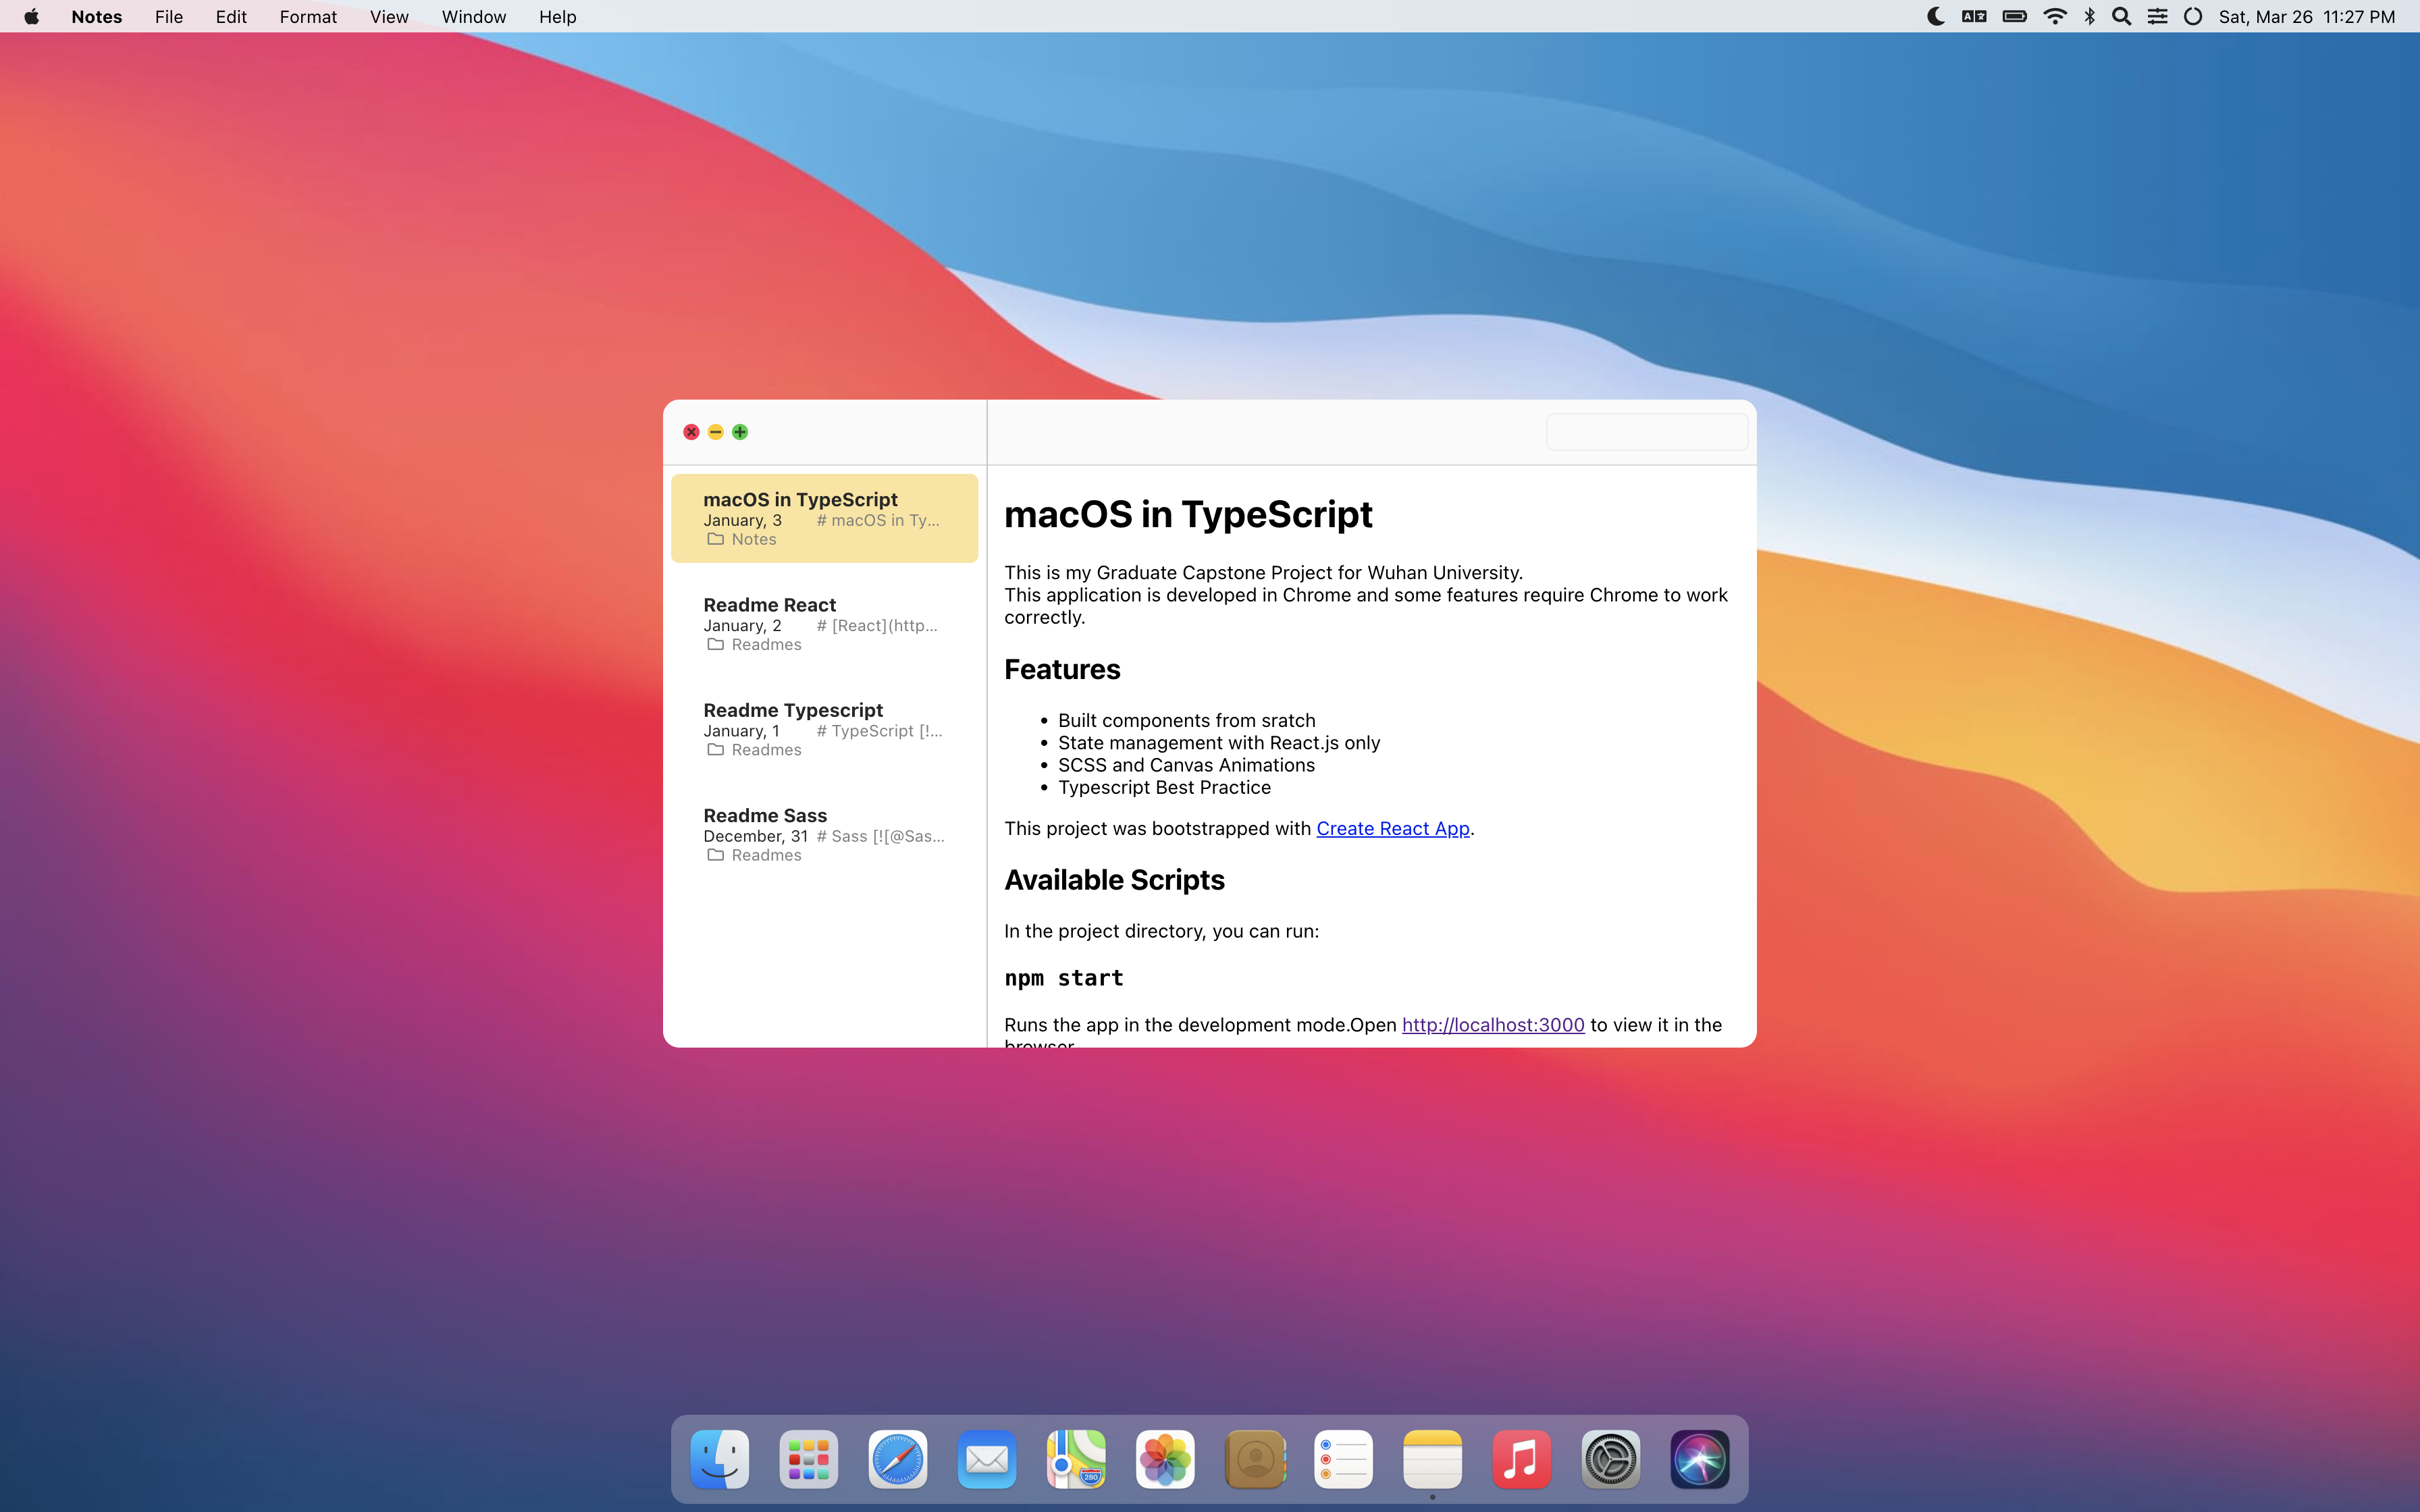 Notes File Edit Format View Window Help
Sat, Mar 26 11:27 PM
macOS in TypeScript
January, 3 # macOS in Ty...
Notes
Readme React
January, 2 # [React](http...
Readmes
Readme Typescript
January, 1 # TypeScript [!...
Readmes
Readme Sass
December, 31 # Sass [![@Sas...
Readmes
macOS in TypeScript
This is my Graduate Capstone Project for Wuhan University.
This application is developed in Chrome and some features require Chrome to work
correctly.
Features
• Built components from sratch
• State management with React.js only
• SCSS and Canvas Animations
• Typescript Best Practice
This project was bootstrapped with Create React App.
Available Scripts
In the project directory, you can run:
npm start
Runs the app in the development mode.Open http://localhost:3000 to view it in the
browser
280